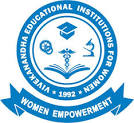 VIVEKANANDHA EDUCATIONAL INSTITUTIONS FOR WOMEN
* 1992 *
WOMEN EMPOWERMENT